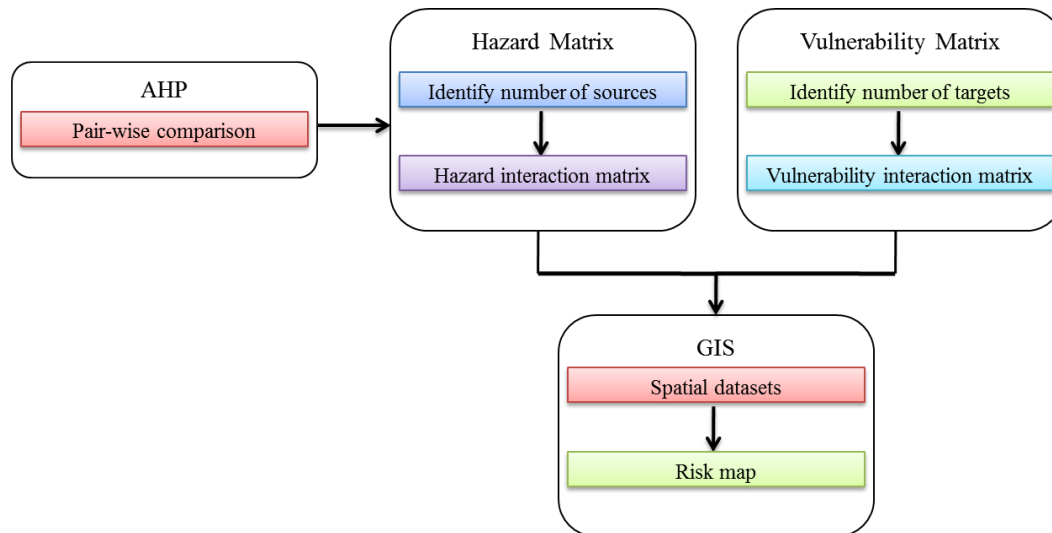 AHP
Pair-wise comparison
Hazard Matrix
Identify number of sources
Hazard interaction matrix
Vulnerability Matrix
Identify number of targets
Vulnerability interaction matrix
GIS
Spatial datasets
Risk map